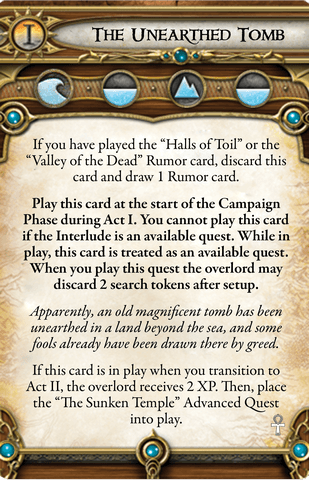 I
The Unearthed Tomb
If you have played the “Halls of Toil” or the
“Valley of the Dead” Rumor card, discard this
card and draw 1 Rumor card.
Play this card at the start of the Campaign
Phase during Act I. You cannot play this card
if the Interlude is an available quest. While in
play, this card is treated as an available quest.
When you play this quest the overlord may
discard 2 search tokens after setup.
Apparently, an old magnificent tomb has been
unearthed in a land beyond the sea, and some
fools already have been drawn there by greed.
If this card is in play when you transition to
Act II, the overlord receives 2 XP. Then, place
the “The Sunken Temple” Advanced Quest
into play.